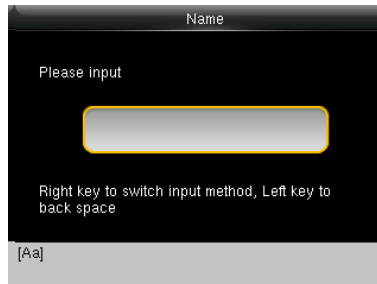 Name
Please input
Right key to switch input method, Left key to
back space
[Aa]